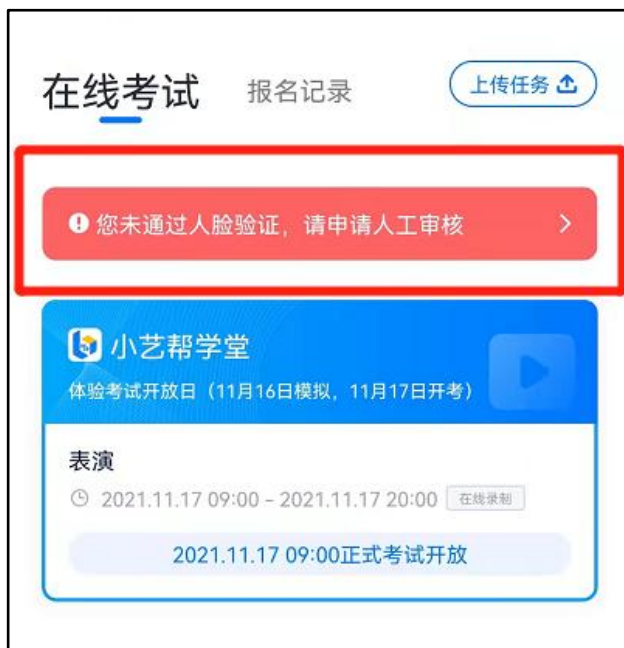 在线考试 报名记录 上传任务
您未通过人脸验证，请申请人工审核
小艺帮学堂
体验考试开放日（11月16日模拟，11月17日开考）
表演
2021.11.17 09:00 - 2021.11.17 20:00 在线录制
2021.11.17 09:00正式考试开放